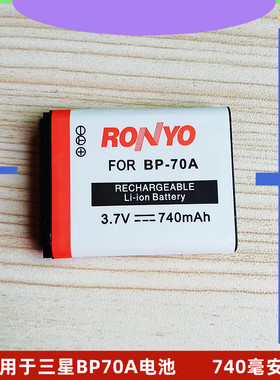 RONYO
FOR BP-70A
RECHARGEABLE
Li-ion Battery
3.7V 740mAh
用于三星BP70A电池 740毫安